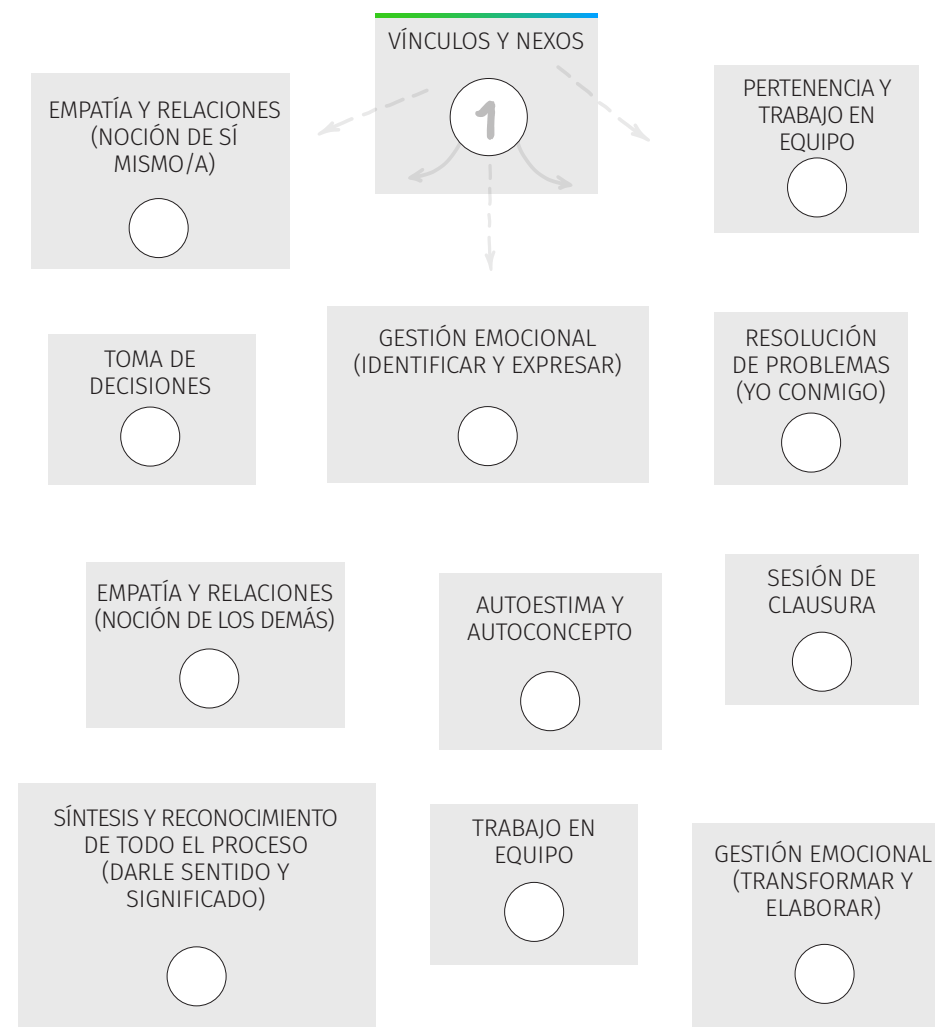 VÍNCULOS Y NEXOS
1
EMPATÍA Y RELACIONES
(NOCIÓN DE SÍ
MISMO/A)
PERTENENCIA Y
TRABAJO EN
EQUIPO
TOMA DE
DECISIONES
GESTIÓN EMOCIONAL
(IDENTIFICAR Y EXPRESAR)
RESOLUCIÓN
DE PROBLEMAS
(YO CONMIGO)
EMPATÍA Y RELACIONES
(NOCIÓN DE LOS DEMÁS)
AUTOESTIMA Y
AUTOCONCEPTO
SESIÓN DE
CLAUSURA
SÍNTESIS Y RECONOCIMIENTO
DE TODO EL PROCESO
(DARLE SENTIDO Y
SIGNIFICADO)
TRABAJO EN
EQUIPO
GESTIÓN EMOCIONAL
(TRANSFORMAR Y
ELABORAR)